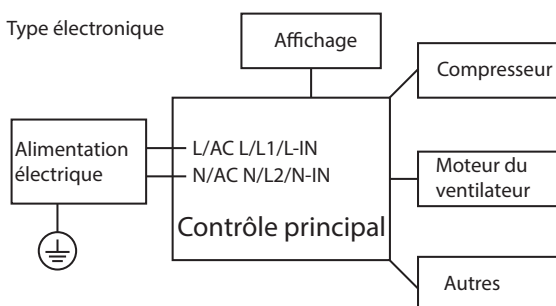 Type électronique
Affichage
Compresseur
Alimentation
électrique
L/AC L/L1/L-IN
N/AC N/L2/N-IN
Contrôle principal
Moteur du
ventilateur
Autres